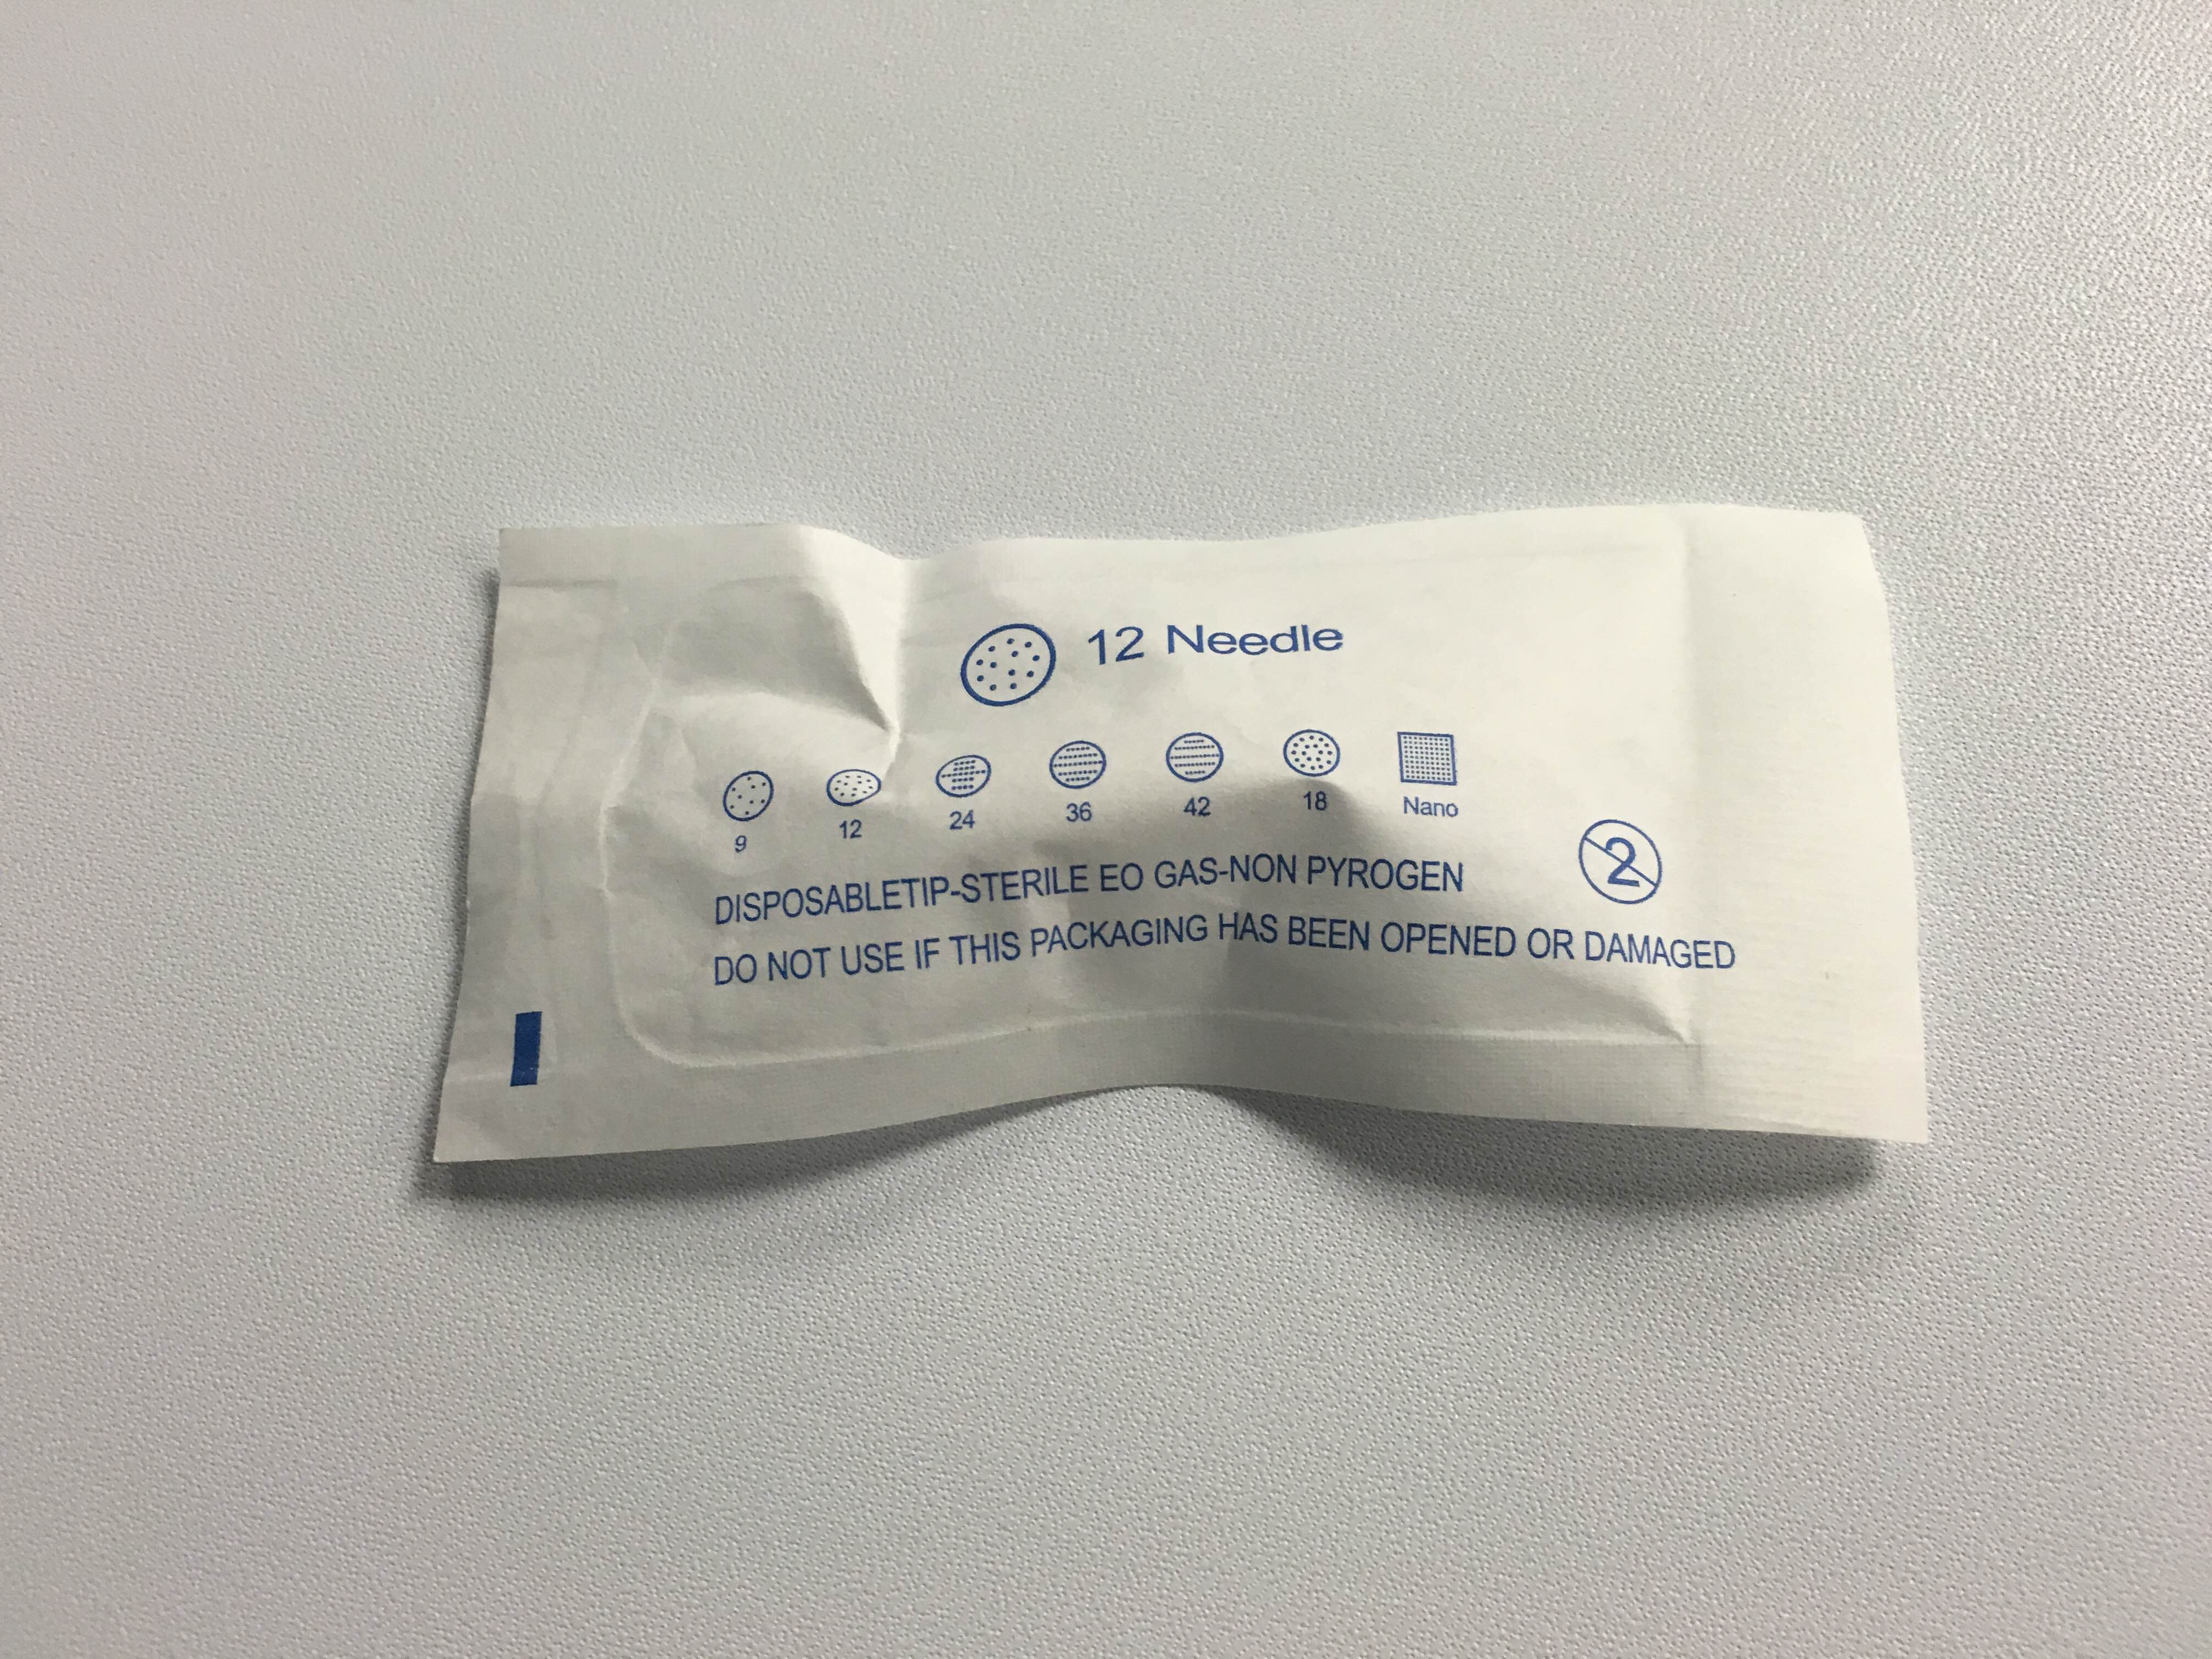 12 Needle
9 12 24 36 42 18 Nano
2
DISPOSABLETIP-STERILE EO GAS-NON PYROGEN
DO NOT USE IF THIS PACKAGING HAS BEEN OPENED OR DAMAGED